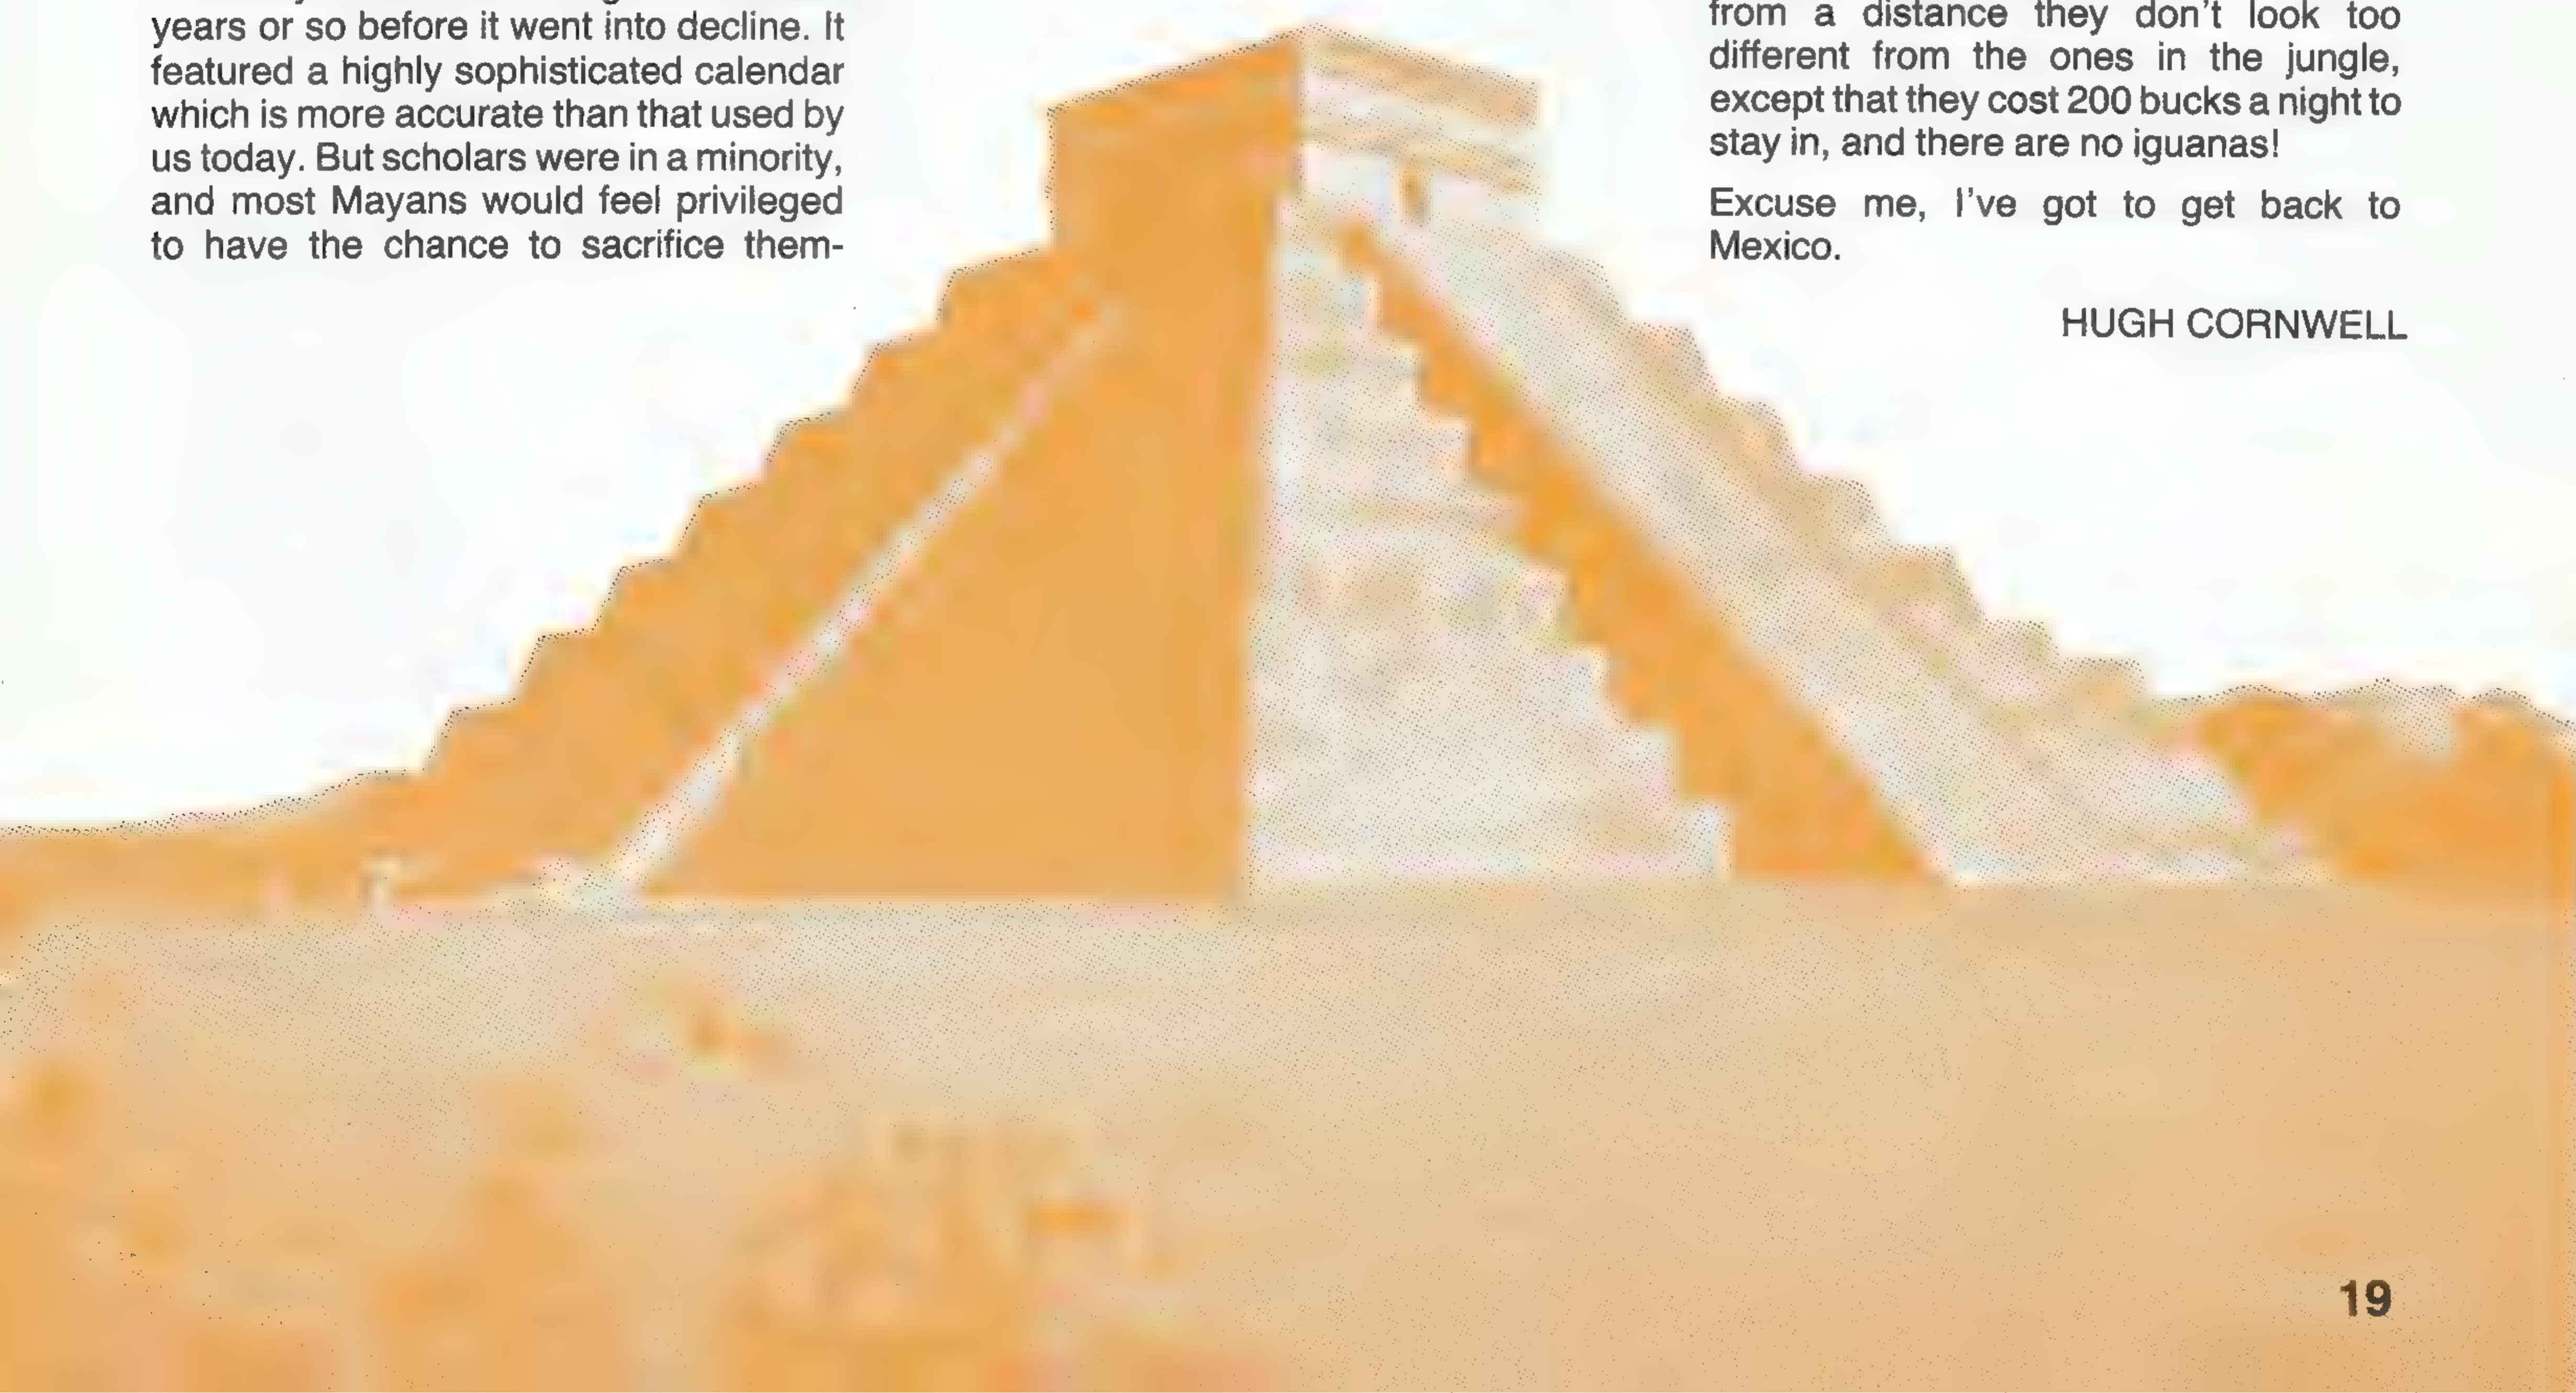 years or so before it went into decline. It
featured a highly sophisticated calendar
which is more accurate than that used by
us today. But scholars were in a minority,
and most Mayans would feel privileged
to have the chance to sacrifice them-
from a distance they don't look too
different from the ones in the jungle,
except that they cost 200 bucks a night to
stay in, and there are no iguanas!
Excuse me, I've got to get back to
Mexico.
HUGH CORNWELL
19